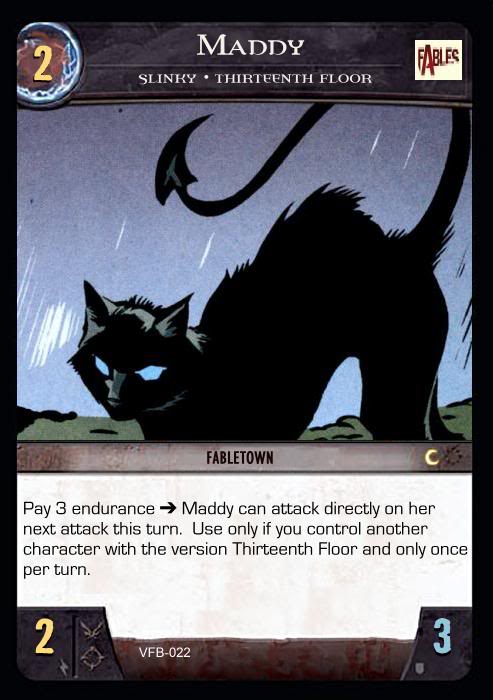 2
MADDY
SLINKY • THIRTEENTH FLOOR
FABLES
FABLETOWN
Pay 3 endurance ➔ Maddy can attack directly on her
next attack this turn. Use only if you control another
character with the version Thirteenth Floor and only once
per turn.
2
VFB-022
3